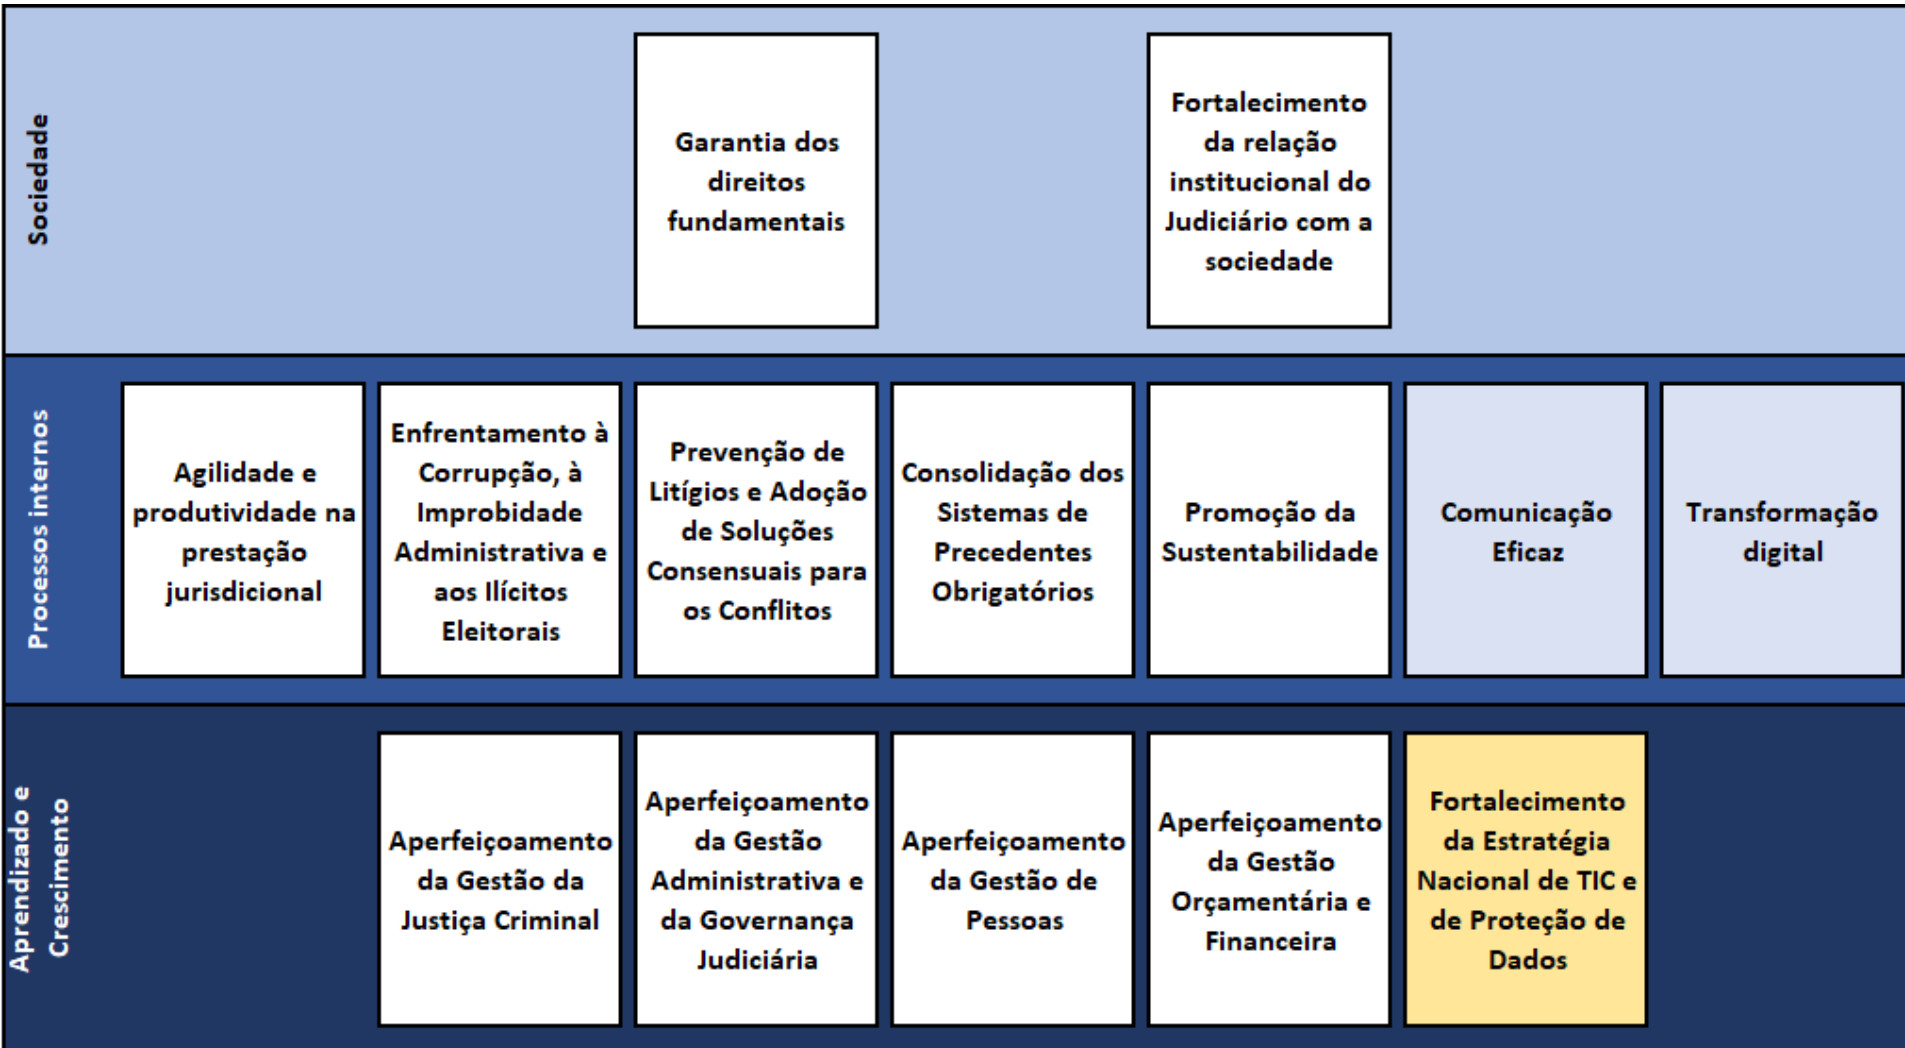 Sociedade
Garantia dos
direitos
fundamentais
Fortalecimento
da relação
institucional do
Judiciário com a
sociedade
Processos internos
Agilidade e
produtividade na
prestação
jurisdicional
Enfrentamento à
Corrupção, à
Improbidade
Administrativa e
aos Ilícitos
Eleitorais
Prevenção de
Litígios e Adoção
de Soluções
Consensuais para
os Conflitos
Consolidação dos
Sistemas de
Precedentes
Obrigatórios
Promoção da
Sustentabilidade
Comunicação
Eficaz
Transformação
digital
Aprendizado e
Crescimento
Aperfeiçoamento
da Gestão da
Justiça Criminal
Aperfeiçoamento
da Gestão
Administrativa e
da Governança
Judiciária
Aperfeiçoamento
da Gestão de
Pessoas
Aperfeiçoamento
da Gestão
Orçamentária e
Financeira
Fortalecimento
da Estratégia
Nacional de TIC e
de Proteção de
Dados